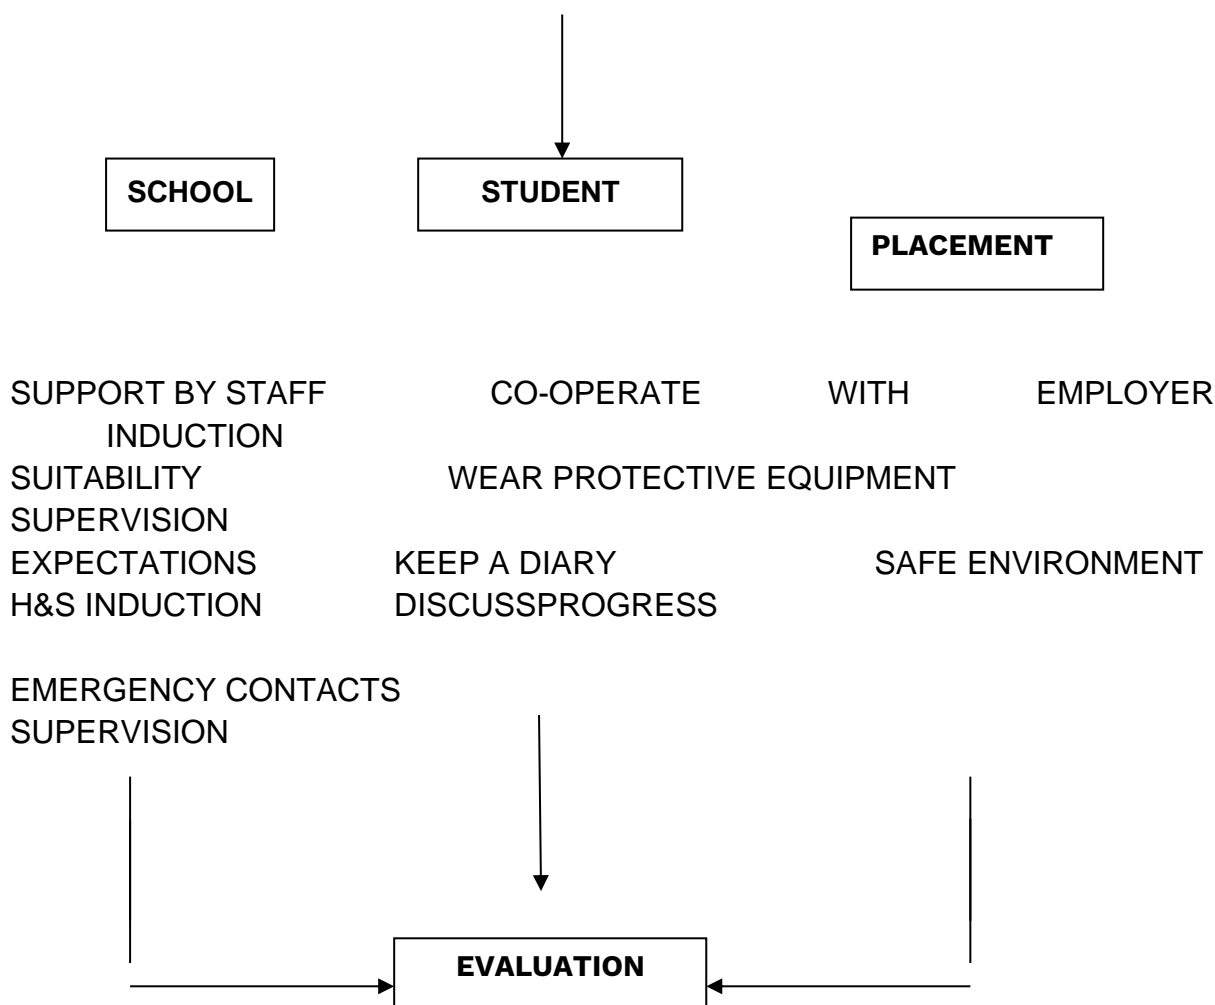 SCHOOL STUDENT
PLACEMENT
SUPPORT BY STAFF CO-OPERATE WITH EMPLOYER
INDUCTION
SUITABILITY WEAR PROTECTIVE EQUIPMENT
SUPERVISION
EXPECTATIONS KEEP A DIARY SAFE ENVIRONMENT
H&S INDUCTION DISCUSSPROGRESS
EMERGENCY CONTACTS
SUPERVISION
EVALUATION